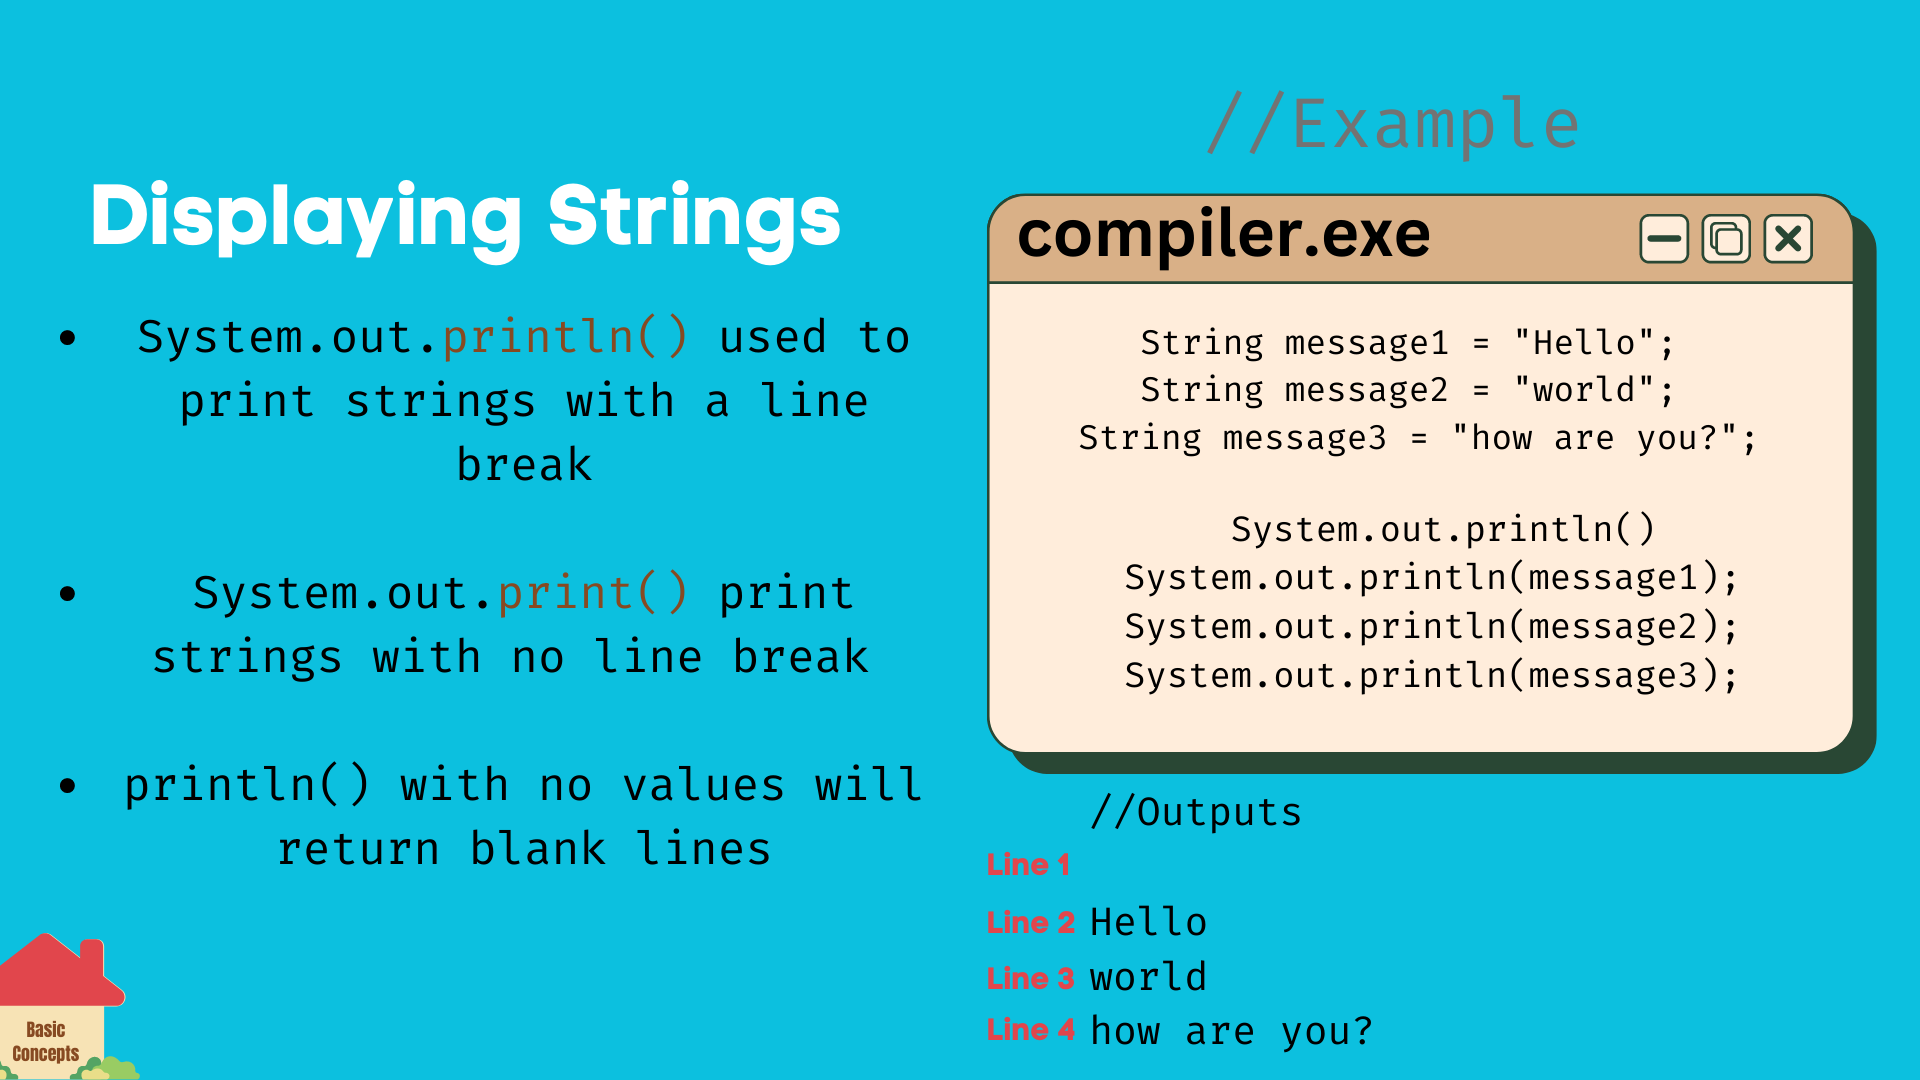 Displaying Strings
• System.out.println() used to
print strings with a line
break
• System.out.print() print
strings with no line break
• println() with no values will
return blank lines
Basic
Concepts
//Example
compiler.exe
String message1 = "Hello";
String message2 = "world";
String message3 = "how are you?";
System.out.println()
System.out.println(message1);
System.out.println(message2);
System.out.println(message3);
//Outputs
Line 1
Line 2 Hello
Line 3 world
Line 4 how are you?